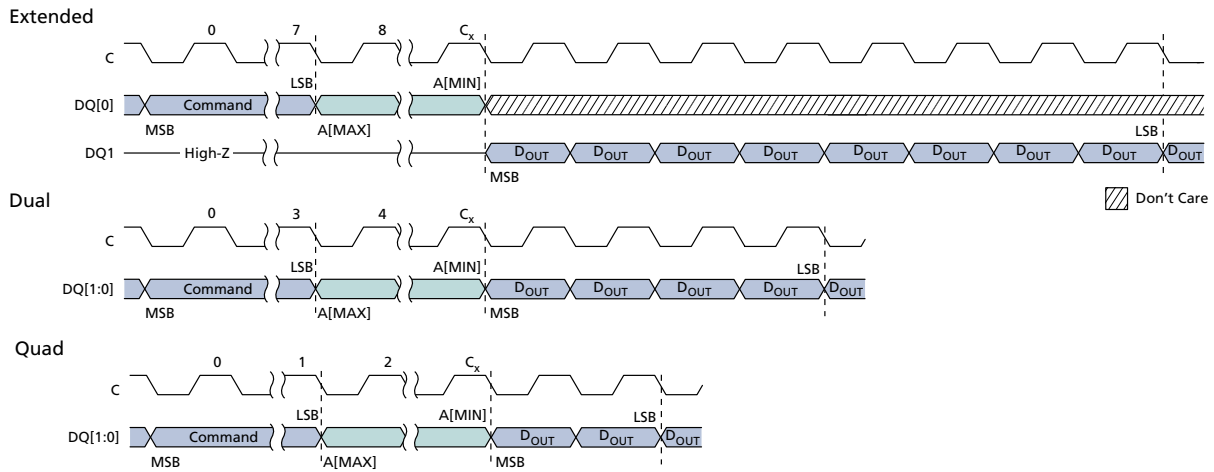 Extended
0 7 8 Cx
C
LSB A[MIN]
DQ[0] Command
MSB A[MAX] LSB
DQ1 High-Z DOUT DOUT DOUT DOUT DOUT DOUT DOUT DOUT DOUT
MSB
Don't Care
Dual
0 3 4 Cx
C
LSB A[MIN] LSB
DQ[1:0] Command DOUT DOUT DOUT DOUT DOUT
MSB A[MAX] MSB
Quad
0 1 2 Cx
C
LSB A[MIN] LSB
DQ[1:0] Command DOUT DOUT DOUT
MSB A[MAX] MSB